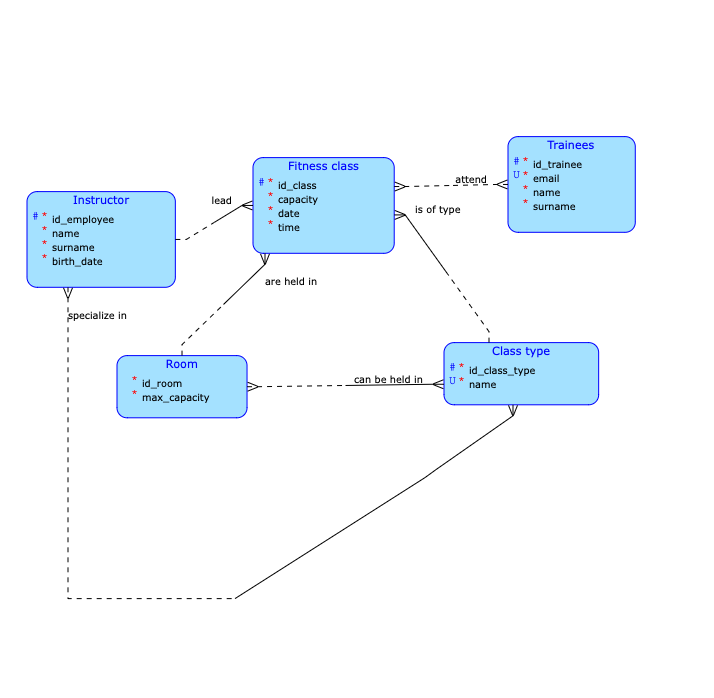 Trainees
# * id_trainee
U * email
* name
* surname
Fitness class
# * id_class
* capacity
* date
* time
attend
is of type
lead
Instructor
# * id_employee
* name
* surname
* birth_date
are held in
specialize in
Room
* id_room
* max_capacity
can be held in
Class type
# * id_class_type
U * name